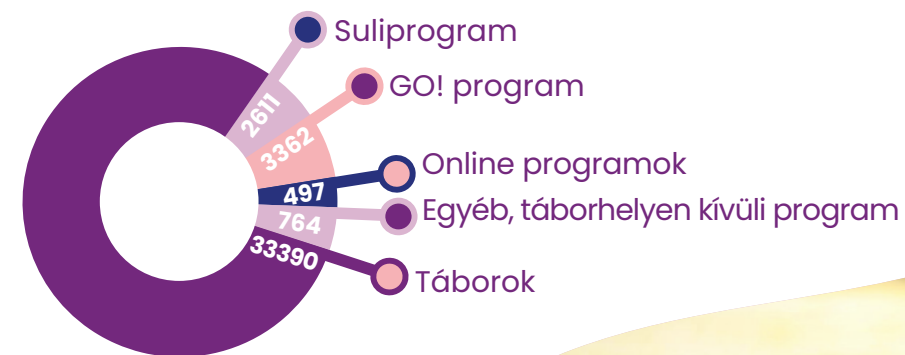 Suliprogram
2611
GO! program
3362
Online programok
497
Egyéb, táborhelyen kívüli program
764
33390
Táborok